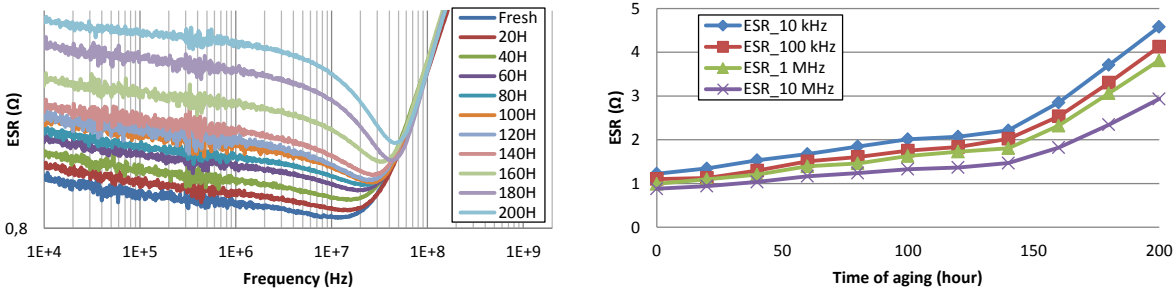 ESR (Ω)
0,8
1E+4 1E+5 1E+6 1E+7 1E+8 1E+9
Frequency (Hz)
Fresh
20H
40H
60H
80H
100H
120H
140H
160H
180H
200H
ESR (Ω)
5
4
3
2
1
0
0 50 100 150 200
Time of aging (hour)
ESR_10 kHz
ESR_100 kHz
ESR_1 MHz
ESR_10 MHz